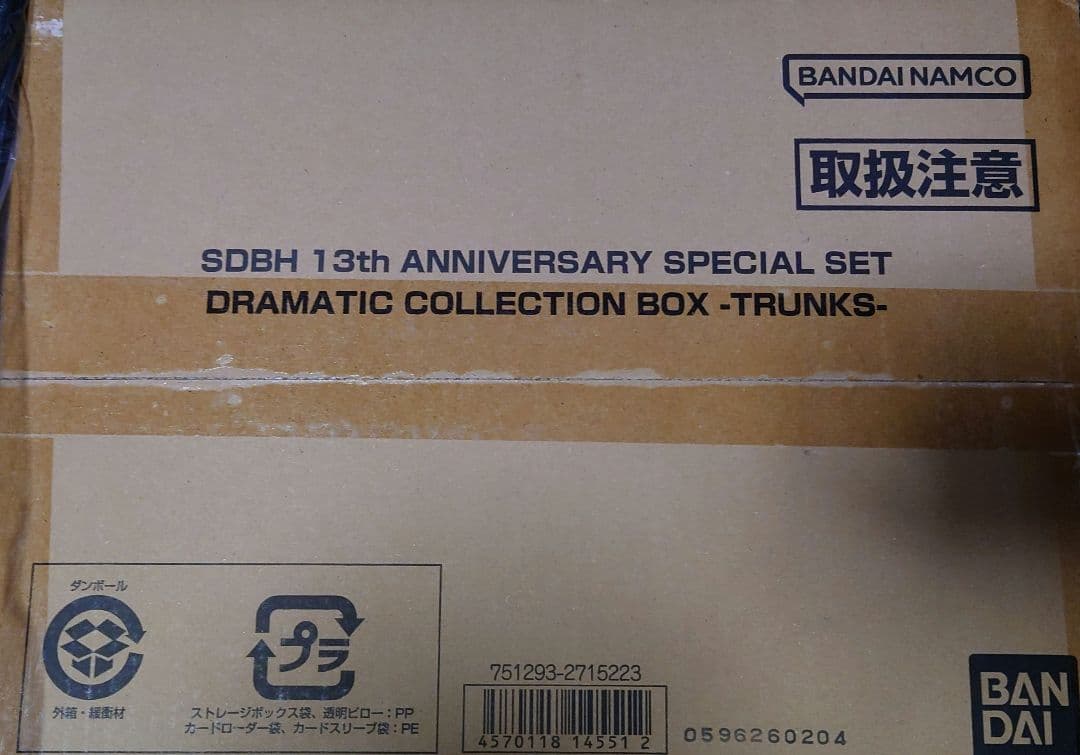 BANDAI NAMCO
取扱注意
SDBH 13th ANNIVERSARY SPECIAL SET
DRAMATIC COLLECTION BOX -TRUNKS-
ダンボール
外箱・緩衝材
プラ
ストレージボックス袋、透明ピロー：PP
カードローダー袋、カードスリーブ袋：PE
751293-2715223
4570118 14551 2
0596260204
BAN
DAI